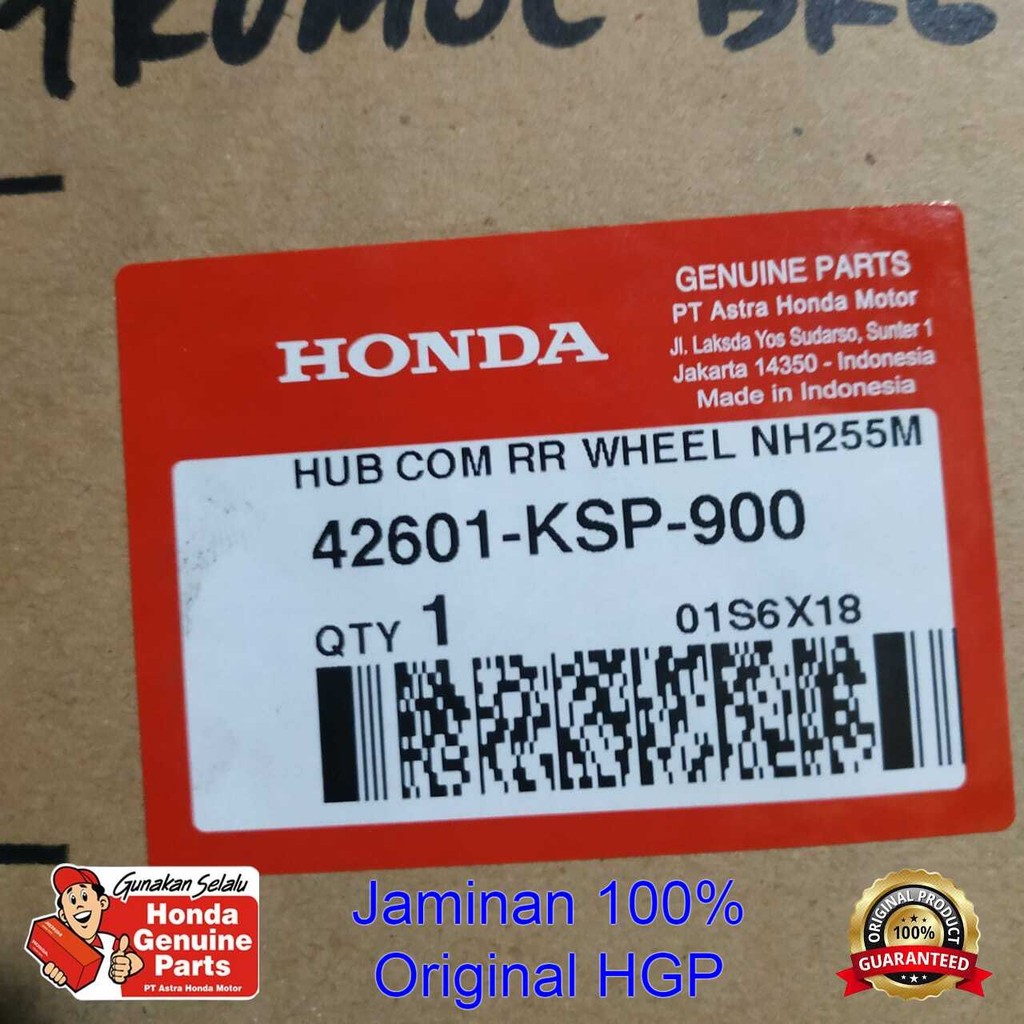 GENUINE PARTS
PT Astra Honda Motor
Jl. Laksda Yos Sudarso, Sunter 1
Jakarta 14350 - Indonesia
Made in Indonesia
HONDA
HUB COM RR WHEEL NH255M
42601-KSP-900
QTY 1
01S6X18
Gunakan Selalu
Honda
Genuine
Parts
PT Astra Honda Motor
Jaminan 100%
Original HGP
ORIGINAL PRODUCT
100%
GUARANTEED